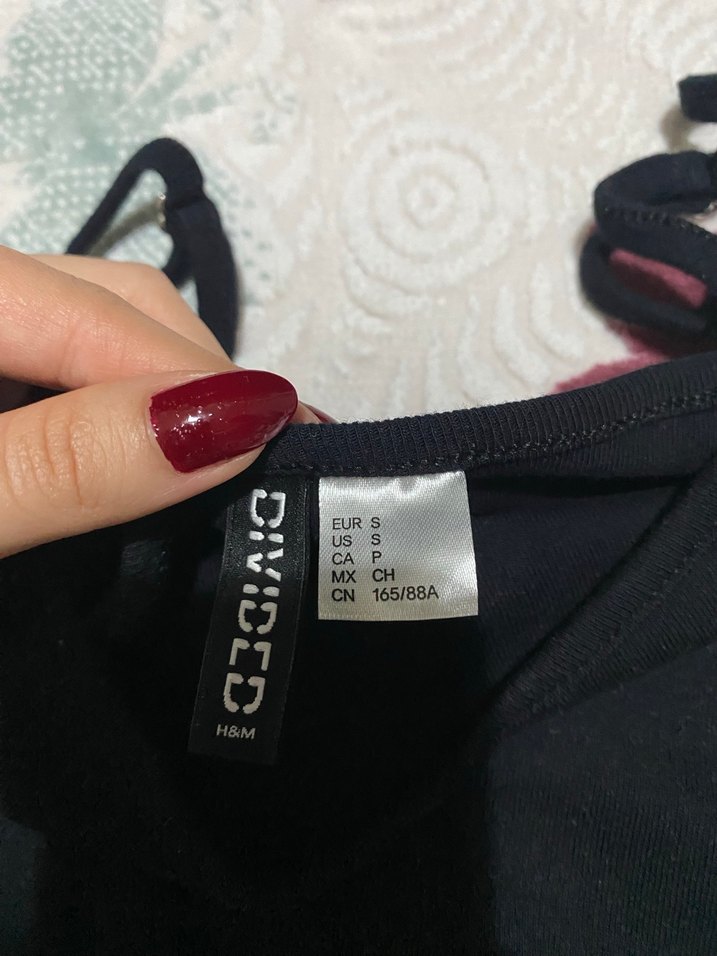 DIVIDED
H&M
EUR S
US S
CA P
MX CH
CN 165/88A